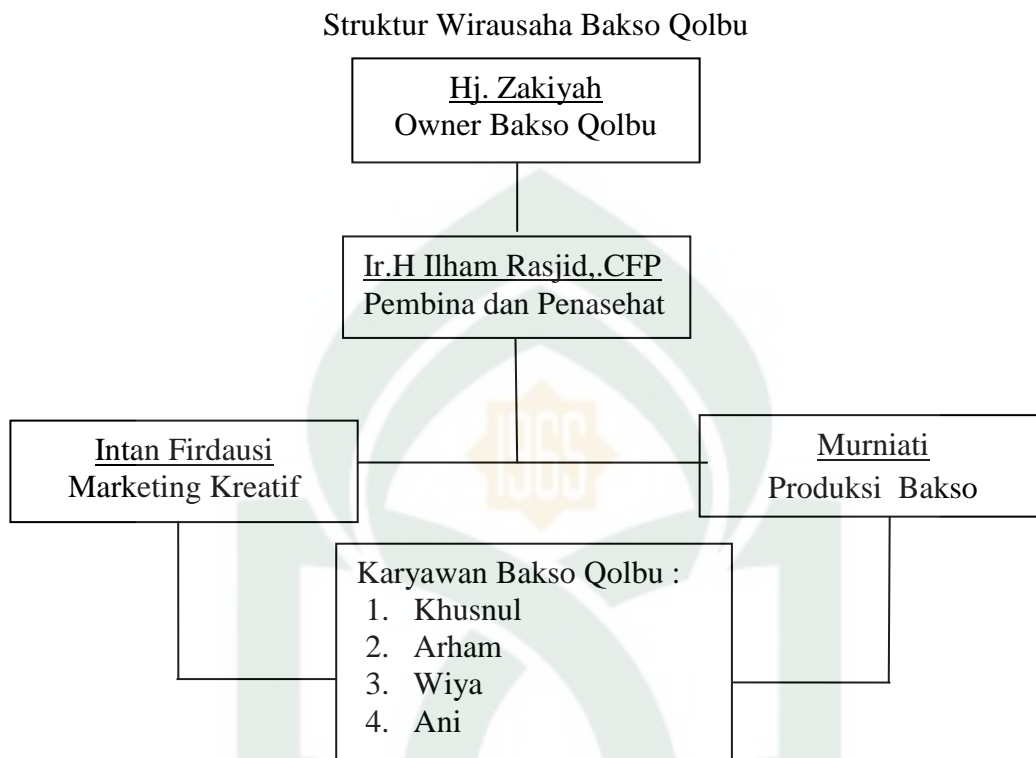 Struktur Wirausaha Bakso Qolbu
Hj. Zakiyah
Owner Bakso Qolbu
Ir.H Ilham Rasjid,.CFP
Pembina dan Penasehat
Intan Firdausi
Marketing Kreatif
Murniati
Produksi Bakso
1965
Karyawan Bakso Qolbu :
1. Khusnul
2. Arham
3. Wiya
4. Ani